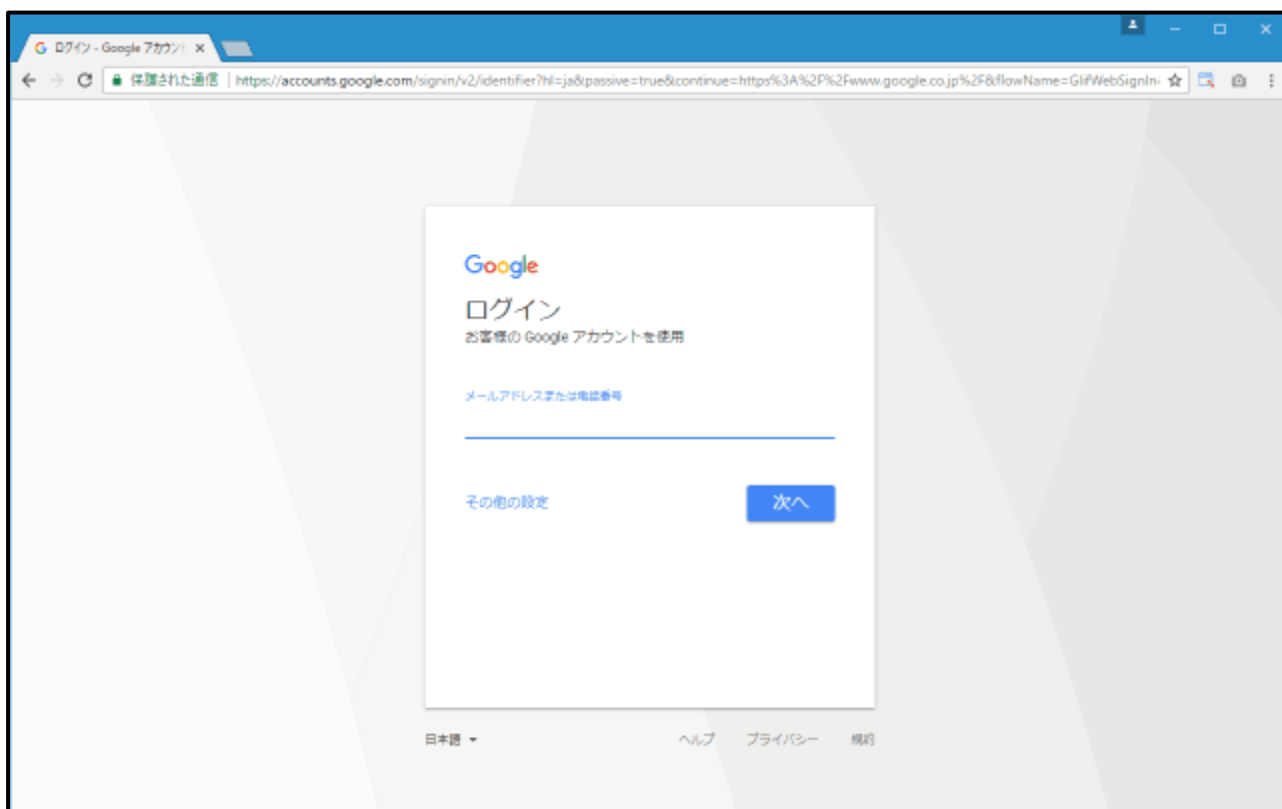 ログイン - Google アカウント
保護された通信 | https://accounts.google.com/signin/v2/identifier?hl=ja&passive=true&continue=https%3A%2F%2Fwww.google.co.jp%2F&flowName=GlifWebSignIn
Google
ログイン
お客様の Google アカウントを使用
メールアドレスまたは電話番号
その他の設定
次へ
日本語
ヘルプ プライバシー 規約